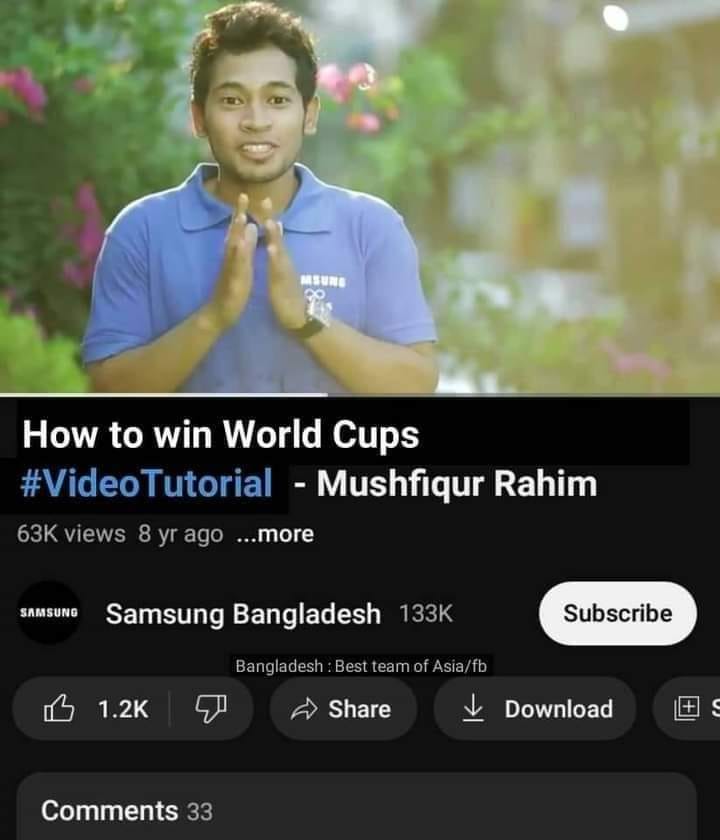 MSUNG
How to win World Cups
#VideoTutorial - Mushfiqur Rahim
63K views 8 yr ago ...more
SAMSUNG Samsung Bangladesh 133K Subscribe
Bangladesh : Best team of Asia/fb
1.2K Share Download S
Comments 33